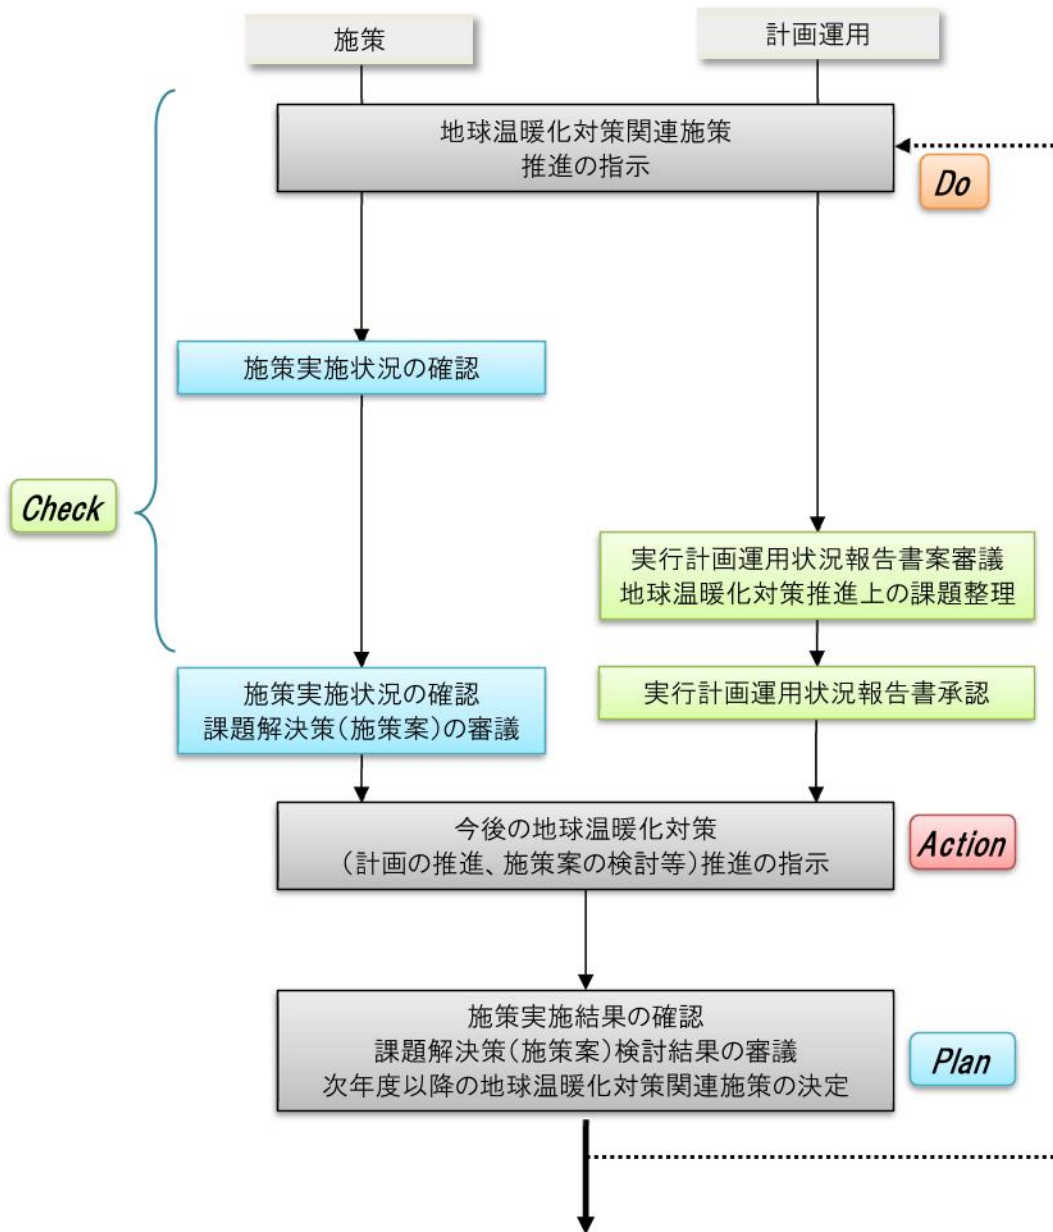 施策
計画運用
地球温暖化対策関連施策
推進の指示
Do
施策実施状況の確認
Check
実行計画運用状況報告書案審議
地球温暖化対策推進上の課題整理
施策実施状況の確認
課題解決策(施策案)の審議
実行計画運用状況報告書承認
今後の地球温暖化対策
(計画の推進、施策案の検討等)推進の指示
Action
施策実施結果の確認
課題解決策(施策案)検討結果の審議
次年度以降の地球温暖化対策関連施策の決定
Plan